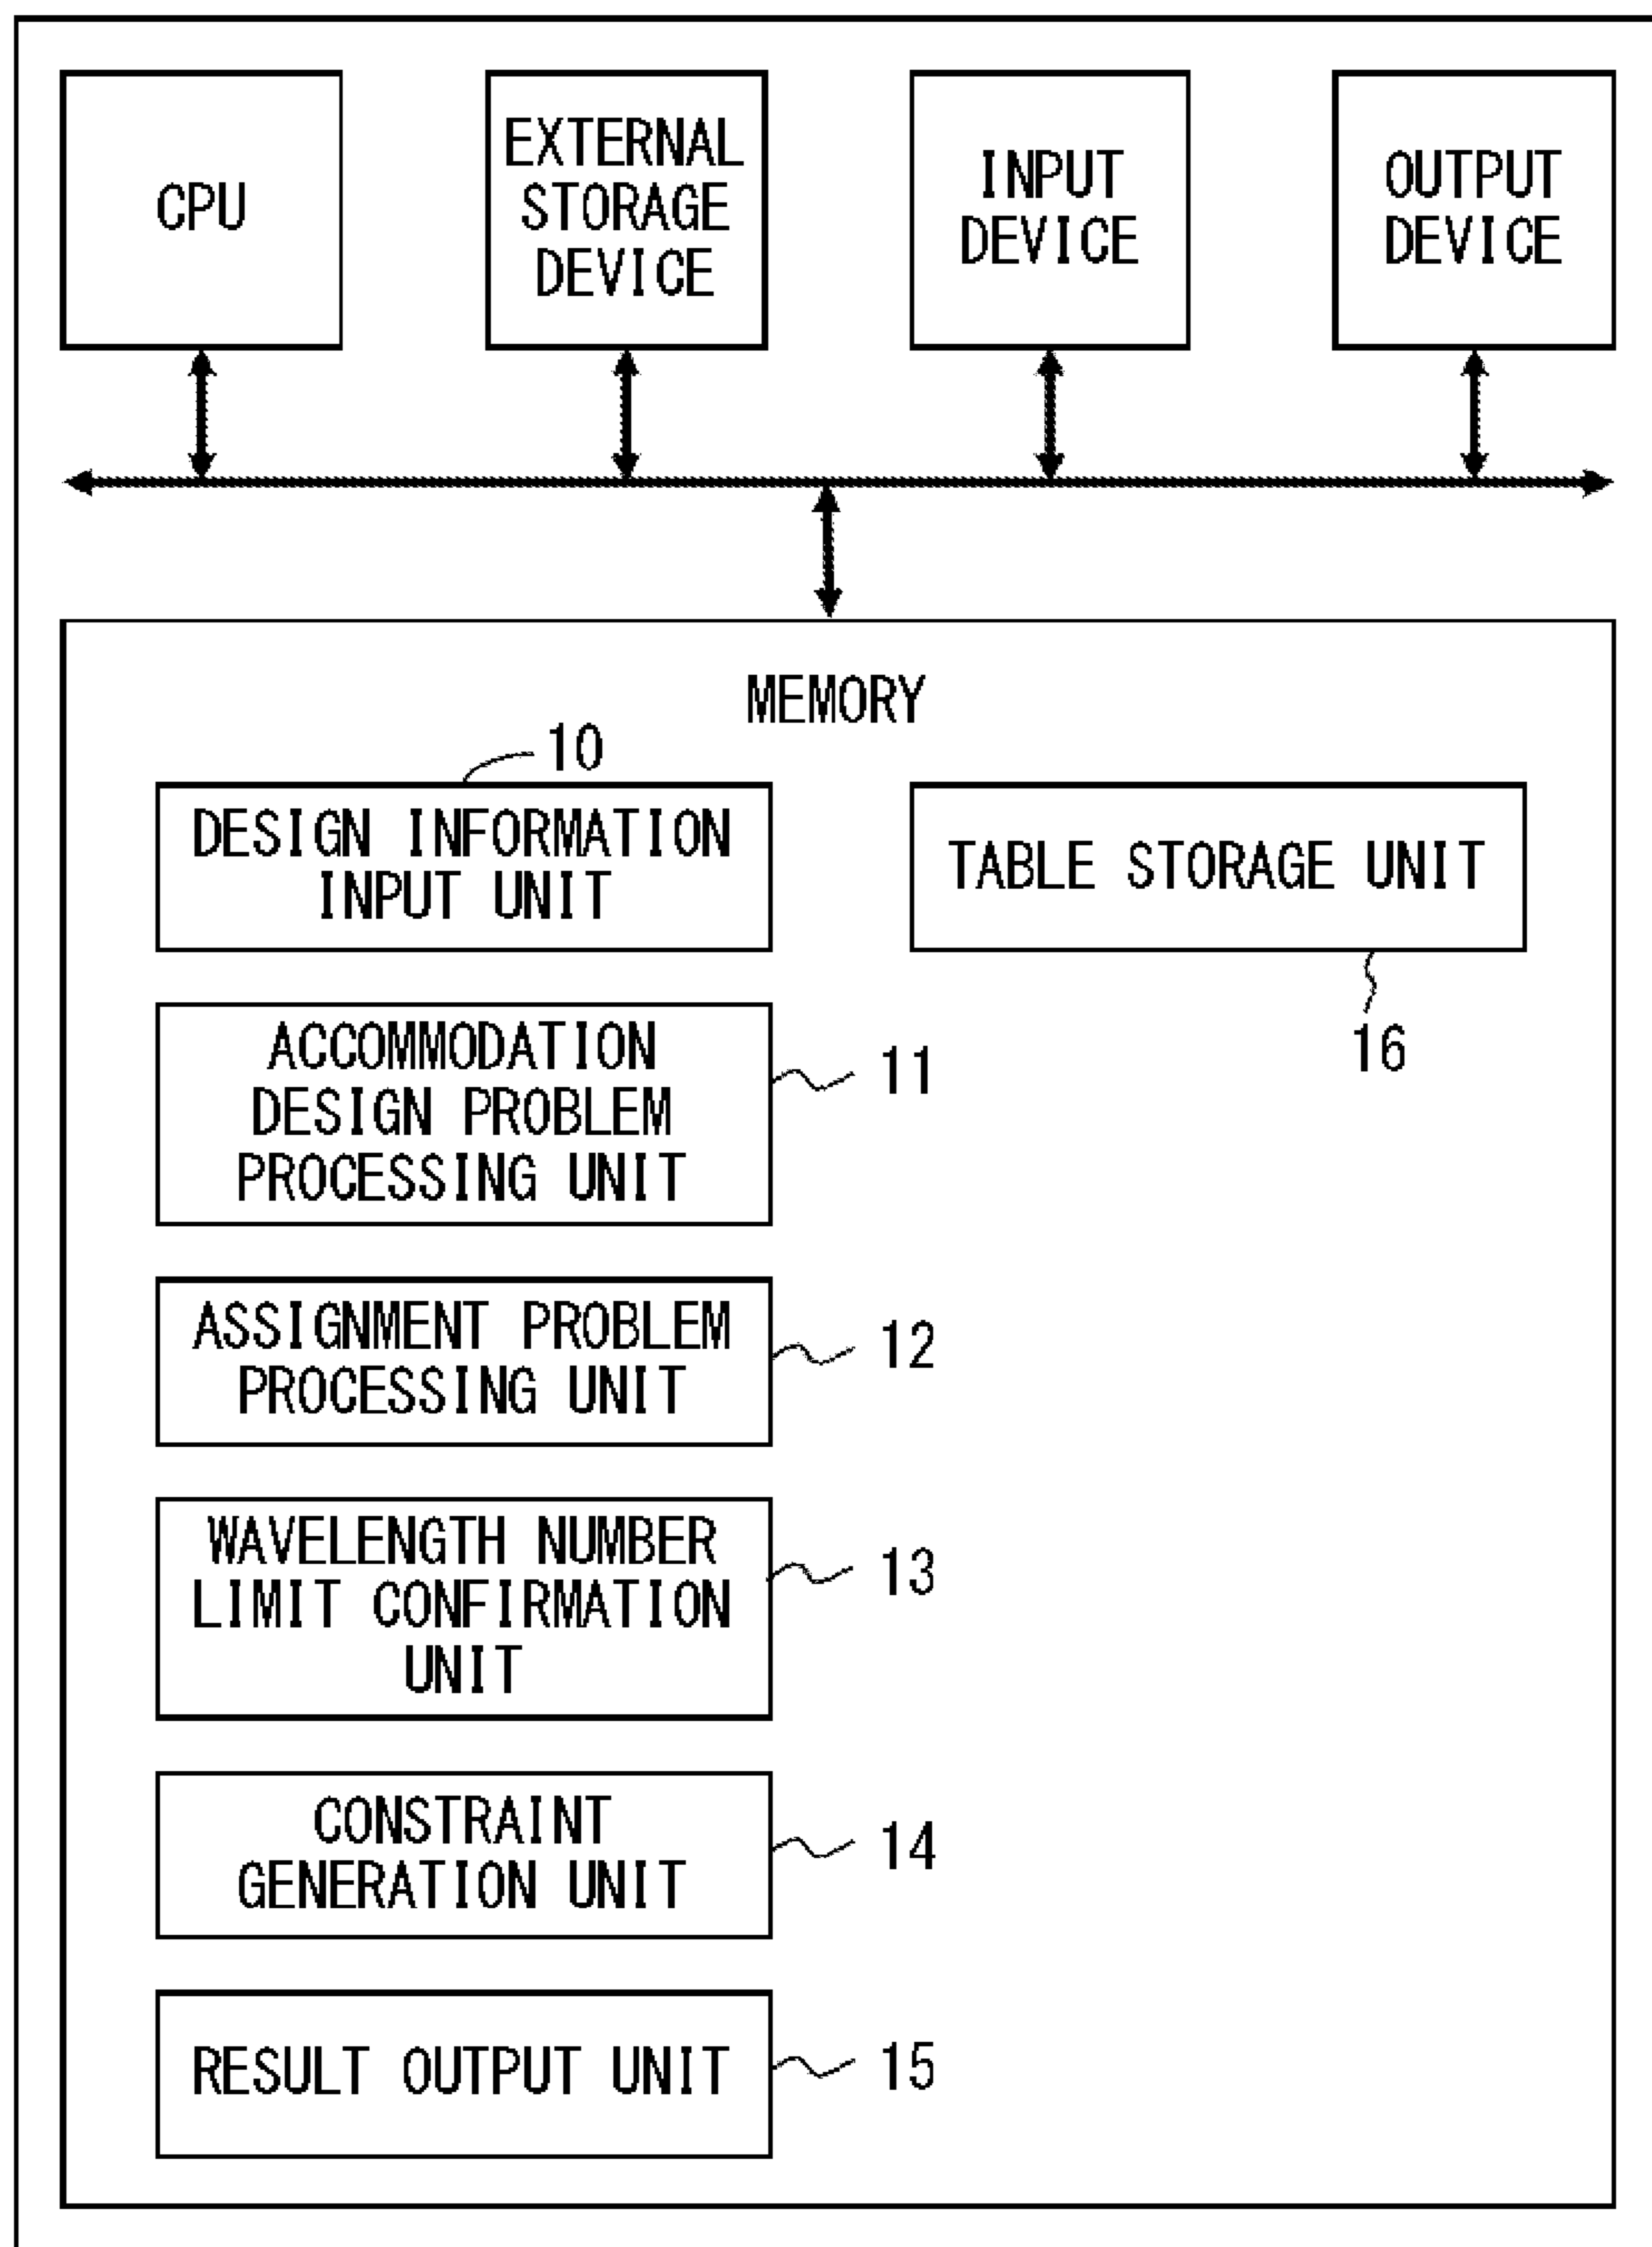 CPU
EXTERNAL
STORAGE
DEVICE
INPUT
DEVICE
OUTPUT
DEVICE
MEMORY
10
DESIGN INFORMATION
INPUT UNIT
TABLE STORAGE UNIT
16
ACCOMMODATION
DESIGN PROBLEM
PROCESSING UNIT
11
ASSIGNMENT PROBLEM
PROCESSING UNIT
12
WAVELENGTH NUMBER
LIMIT CONFIRMATION
UNIT
13
CONSTRAINT
GENERATION UNIT
14
RESULT OUTPUT UNIT
15